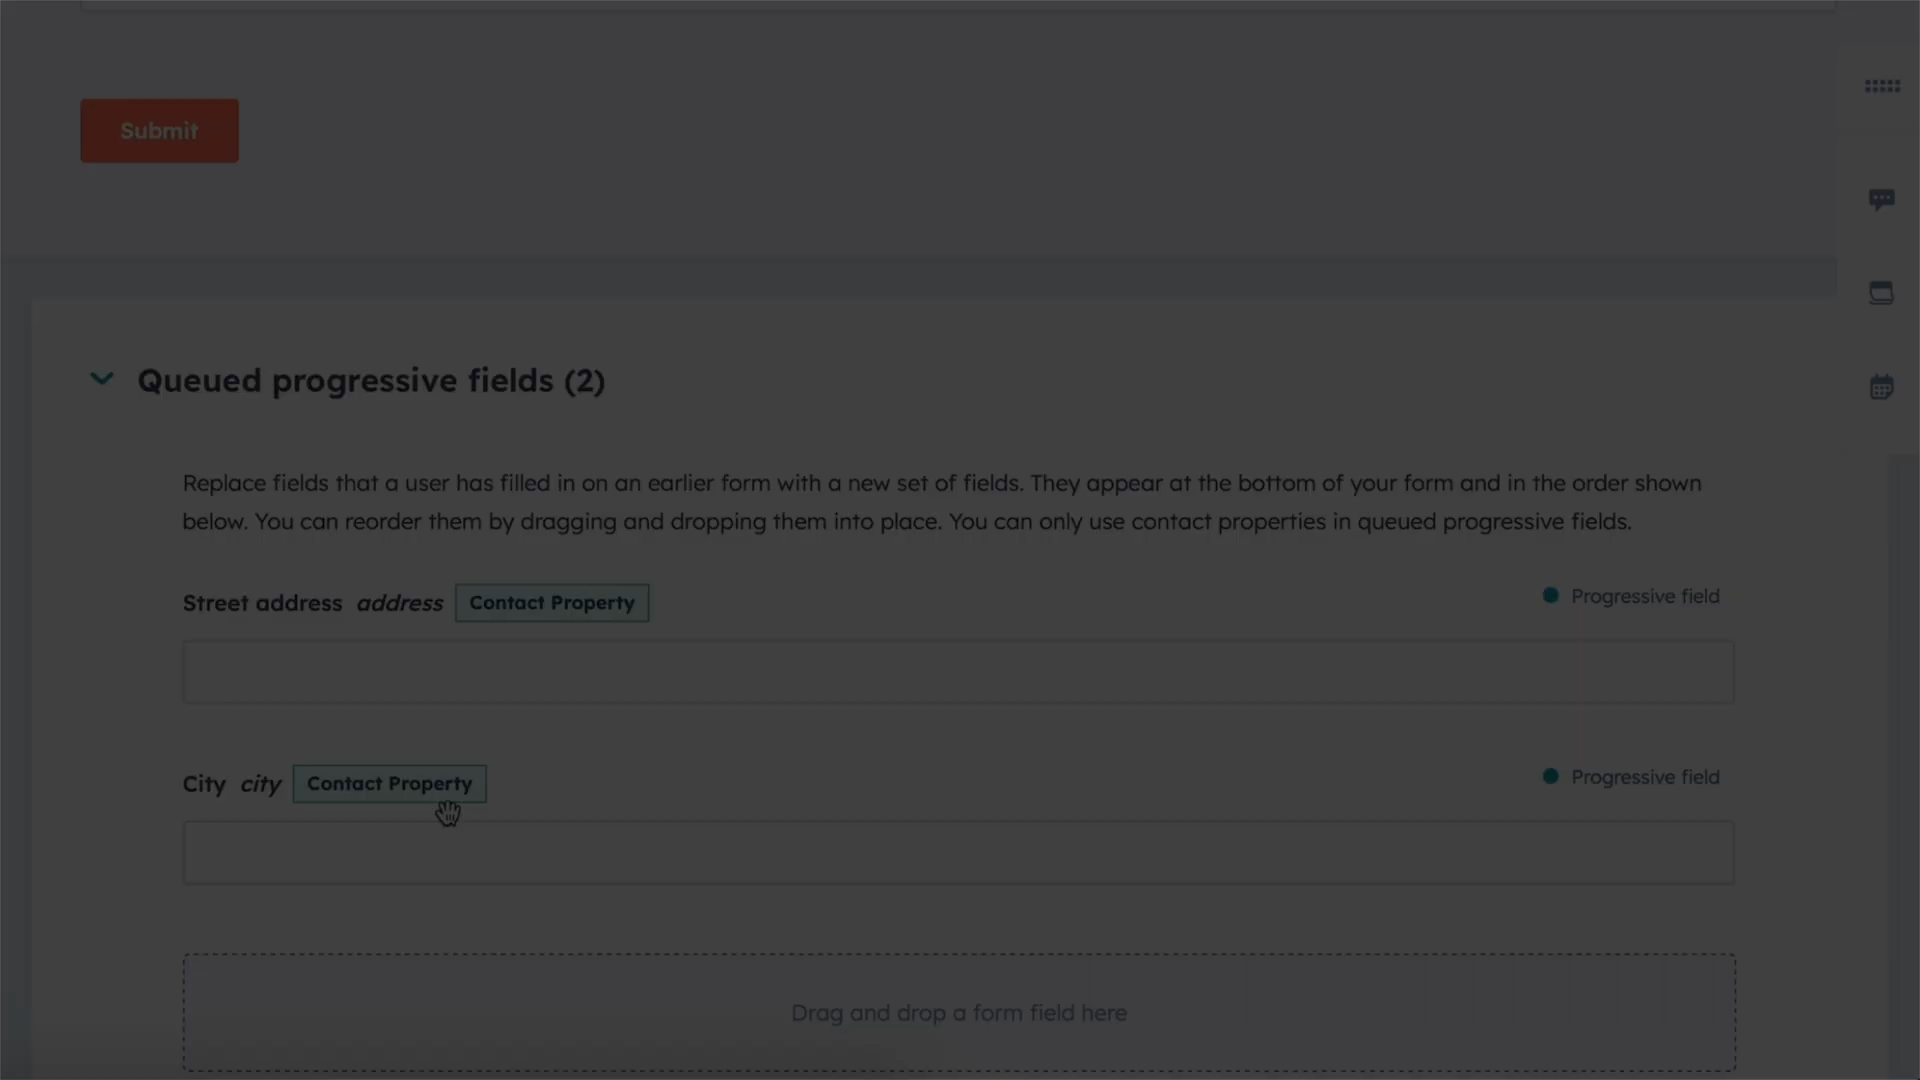 Submit
Queued progressive fields (2)
Replace fields that a user has filled in on an earlier form with a new set of fields. They appear at the bottom of your form and in the order shown
below. You can reorder them by dragging and dropping them into place. You can only use contact properties in queued progressive fields.
Street address address Contact Property Progressive field
City city Contact Property Progressive field
Drag and drop a form field here